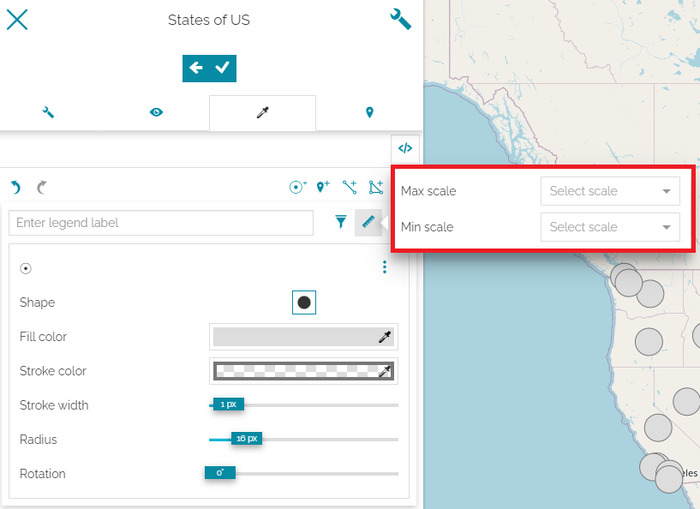 States of US
</>
Max scale Select scale
Min scale Select scale
Enter legend label
Shape
Fill color
Stroke color
Stroke width 1 px
Radius 16 px
Rotation 0°
eles